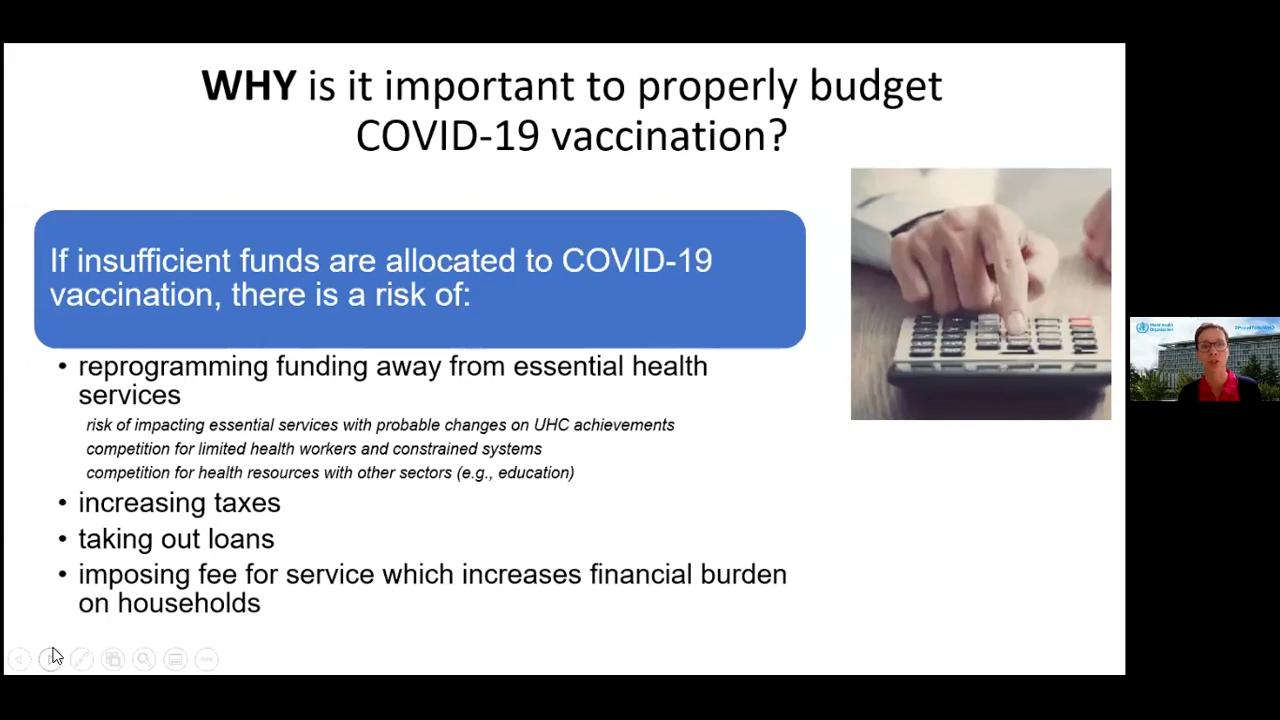 WHY is it important to properly budget
COVID-19 vaccination?
If insufficient funds are allocated to COVID-19
vaccination, there is a risk of:
• reprogramming funding away from essential health
services
risk of impacting essential services with probable changes on UHC achievements
competition for limited health workers and constrained systems
competition for health resources with other sectors (e.g., education)
• increasing taxes
• taking out loans
• imposing fee for service which increases financial burden
on households
World Health
Organization